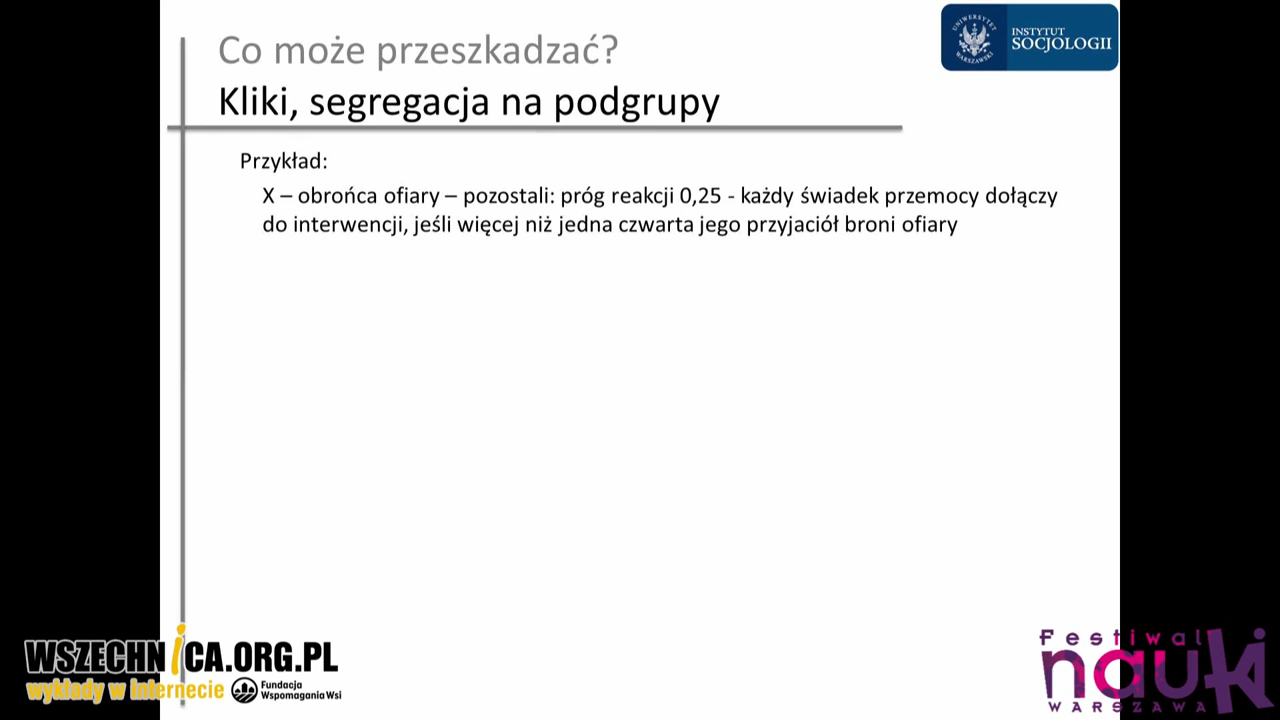 Co może przeszkadzać?
Kliki, segregacja na podgrupy
UNIWERSYTET
WARSZAWSKI
INSTYTUT
SOCJOLOGII
Przykład:
X – obrońca ofiary – pozostali: próg reakcji 0,25 - każdy świadek przemocy dołączy
do interwencji, jeśli więcej niż jedna czwarta jego przyjaciół broni ofiary
WSZECHNICA.ORG.PL
wykłady w internecie
Fundacja
Wspomagania Wsi
Festiwal
nauki
WARSZAWA